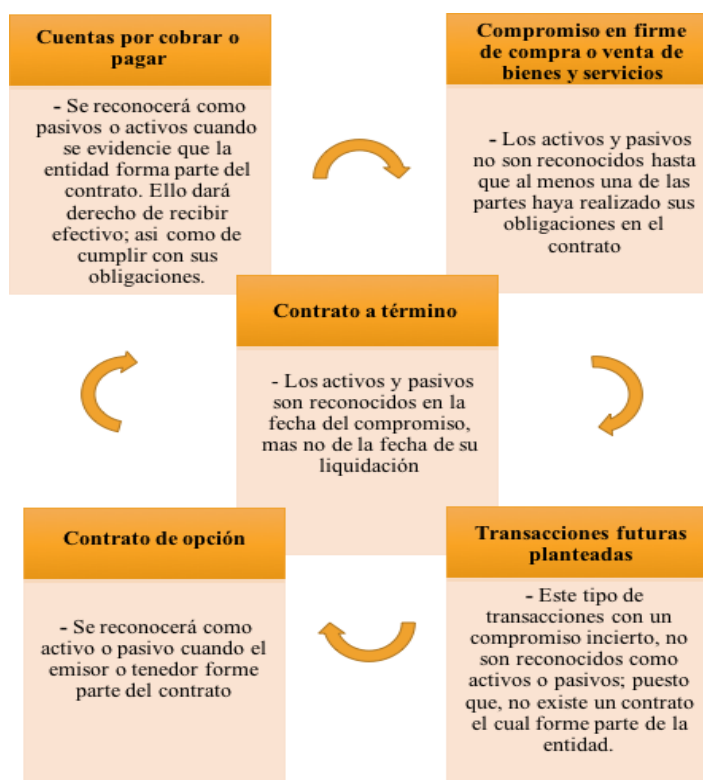 Cuentas por cobrar o
pagar
- Se reconocerá como
pasivos o activos cuando
se evidencie que la
entidad forma parte del
contrato. Ello dará
derecho de recibir
efectivo; asi como de
cumplir con sus
obligaciones.
Compromiso en firme
de compra o venta de
bienes y servicios
- Los activos y pasivos
no son reconocidos hasta
que al menos una de las
partes haya realizado sus
obligaciones en el
contrato
Contrato a término
- Los activos y pasivos
son reconocidos en la
fecha del compromiso,
mas no de la fecha de su
liquidación
Contrato de opción
- Se reconocerá como
activo o pasivo cuando el
emisor o tenedor forme
parte del contrato
Transacciones futuras
planteadas
- Este tipo de
transacciones con un
compromiso incierto, no
son reconocidos como
activos o pasivos; puesto
que, no existe un contrato
el cual forme parte de la
entidad.